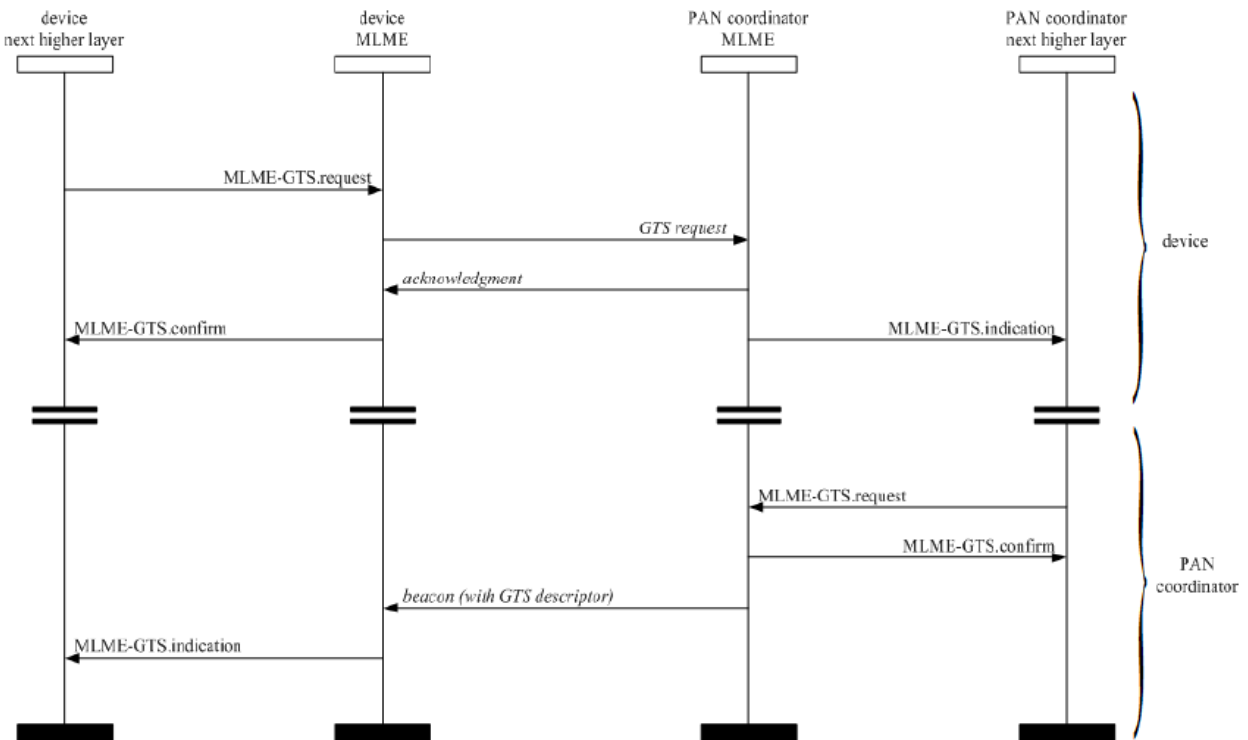 device
next higher layer
device
MLME
PAN coordinator
MLME
PAN coordinator
next higher layer
MLME-GTS.request
GTS request
device
acknowledgment
MLME-GTS.confirm
MLME-GTS.indication
MLME-GTS.request
MLME-GTS.confirm
PAN
coordinator
beacon (with GTS descriptor)
MLME-GTS.indication